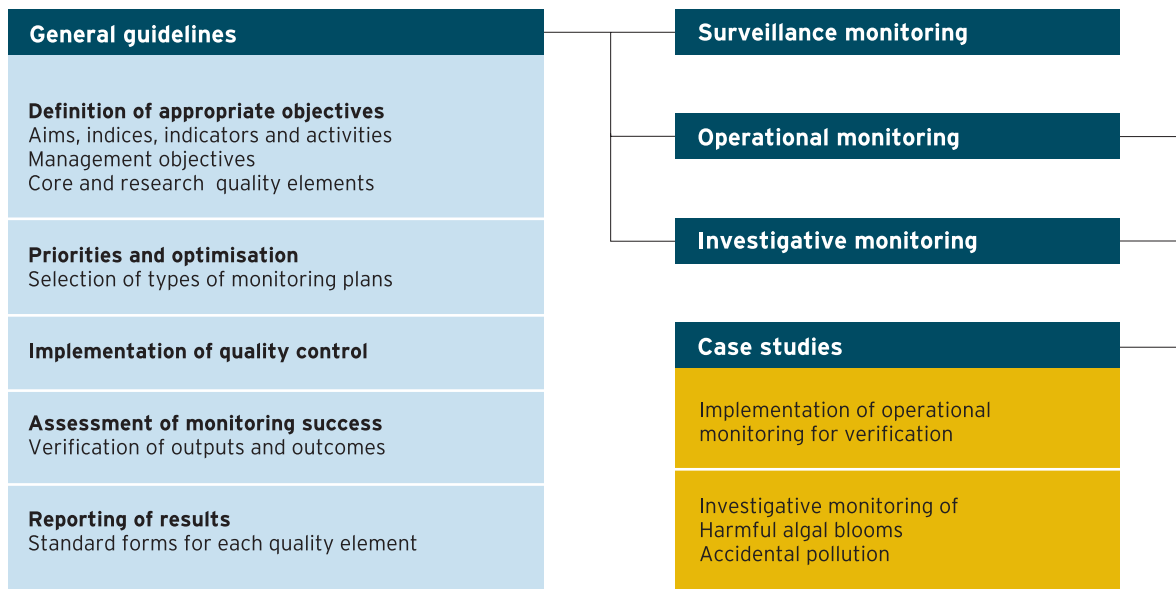 General guidelines
Definition of appropriate objectives
Aims, indices, indicators and activities
Management objectives
Core and research quality elements
Priorities and optimisation
Selection of types of monitoring plans
Implementation of quality control
Assessment of monitoring success
Verification of outputs and outcomes
Reporting of results
Standard forms for each quality element
Surveillance monitoring
Operational monitoring
Investigative monitoring
Case studies
Implementation of operational
monitoring for verification
Investigative monitoring of
Harmful algal blooms
Accidental pollution